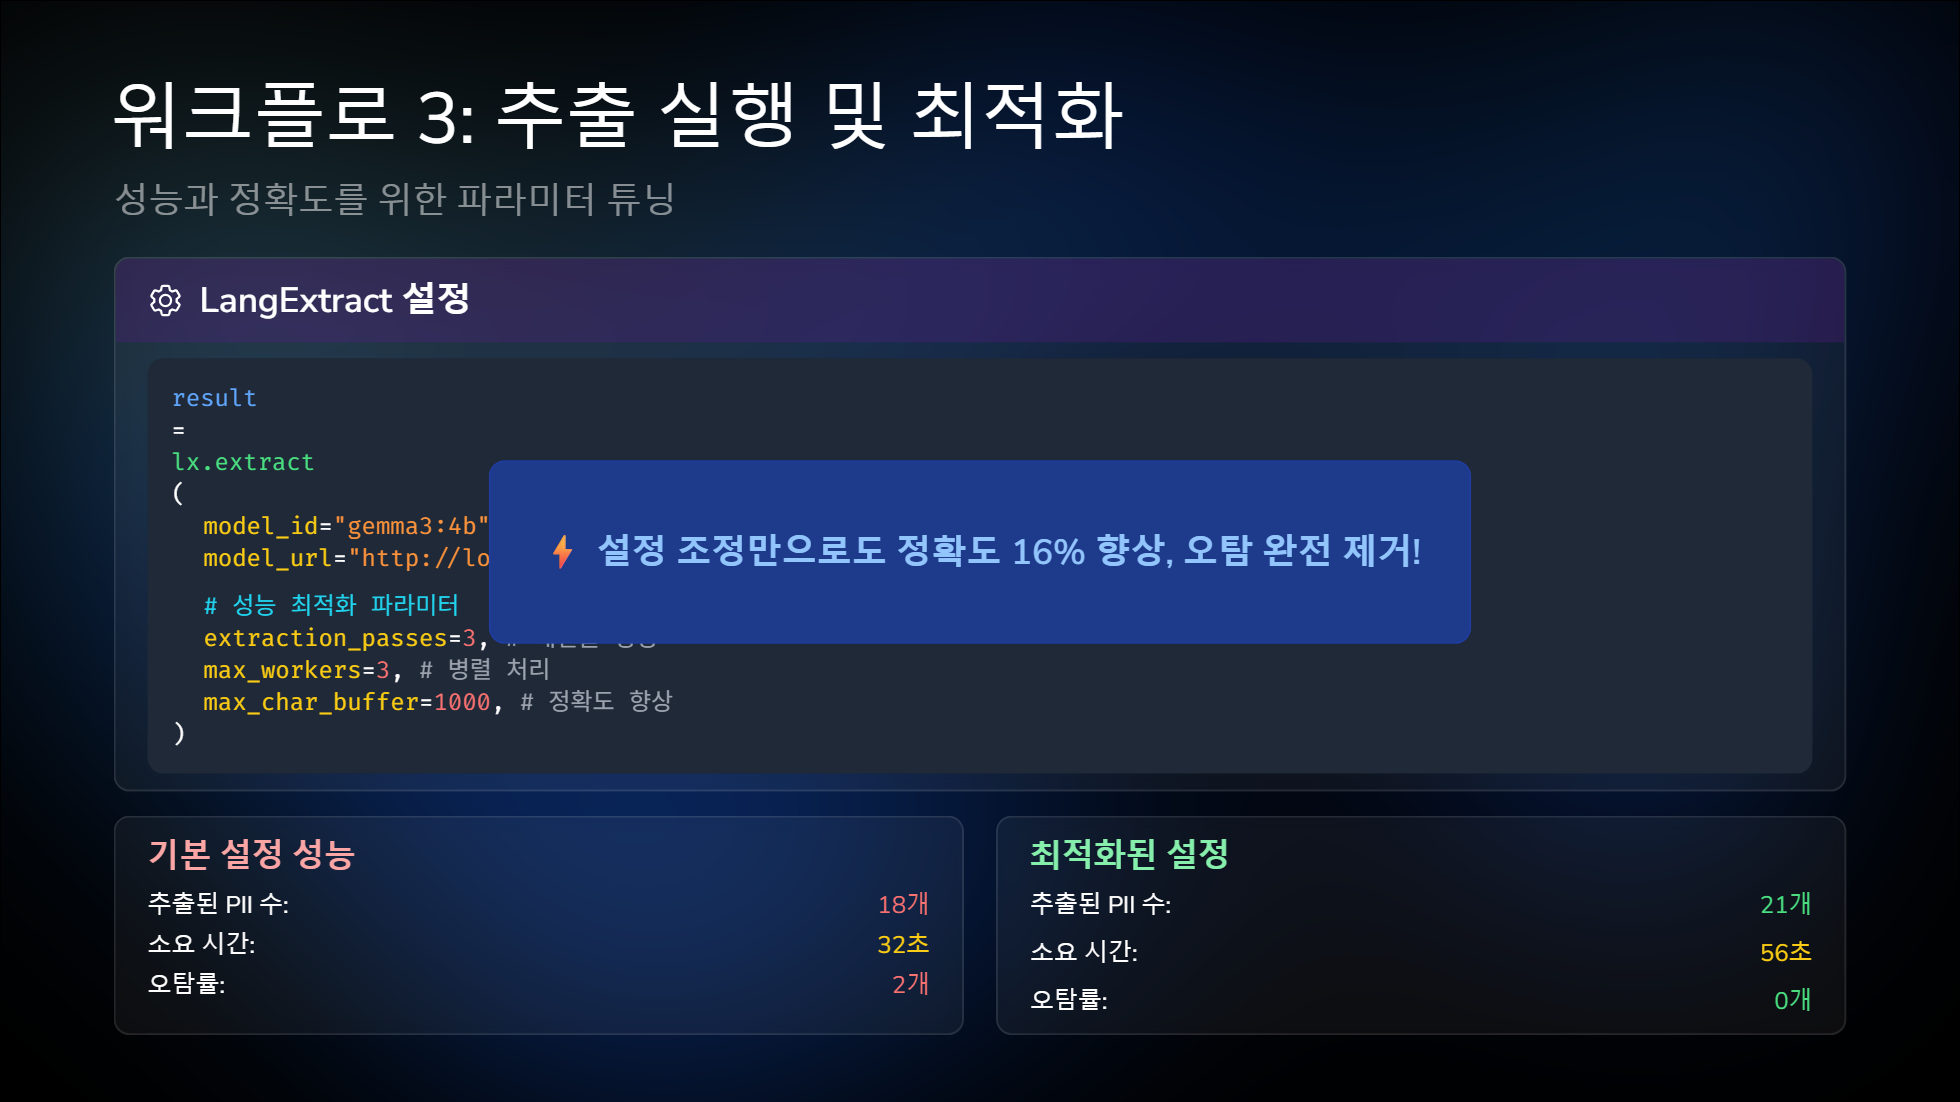 워크플로 3: 추출 실행 및 최적화
성능과 정확도를 위한 파라미터 튜닝
LangExtract 설정
result
=
lx.extract
(
model_id="gemma3:4b"
model_url="http://lo
# 성능 최적화 파라미터
extraction_passes=3, #
max_workers=3, # 병렬 처리
max_char_buffer=1000, # 정확도 향상
)
⚡ 설정 조정만으로도 정확도 16% 향상, 오탐 완전 제거!
기본 설정 성능
추출된 PII 수: 18개
소요 시간: 32초
오탐률: 2개
최적화된 설정
추출된 PII 수: 21개
소요 시간: 56초
오탐률: 0개